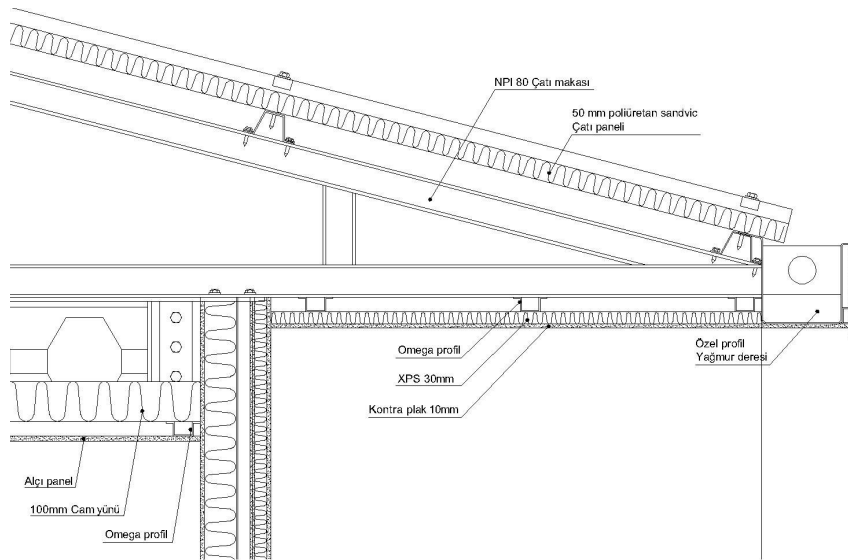 NPI 80 Çatı makası
50 mm poliüretan sandvic
Çatı paneli
Omega profil
XPS 30mm
Kontra plak 10mm
Özel profil
Yağmur deresi
Alçı panel
100mm Cam yünü
Omega profil